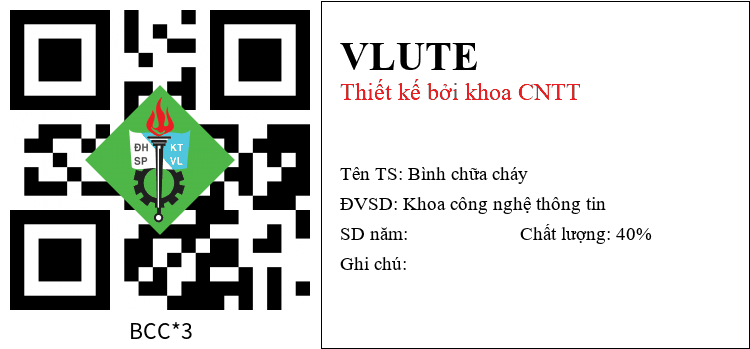 ĐH KT
SP VL
BCC*3
VLUTE
Thiết kế bởi khoa CNTT
Tên TS: Bình chữa cháy
ĐVSD: Khoa công nghệ thông tin
SD năm: Chất lượng: 40%
Ghi chú: